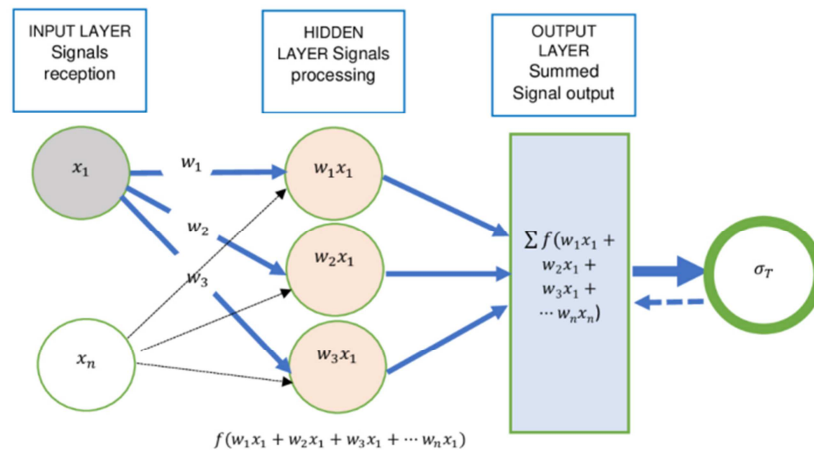 INPUT LAYER
Signals
reception
HIDDEN
LAYER Signals
processing
OUTPUT
LAYER
Summed
Signal output
x₁
w₁
w₂
w₃
w₁x₁
w₂x₁
w₃x₁
xₙ
∑ f(w₁x₁ +
w₂x₁ +
w₃x₁ +
⋯ wₙxₙ)
σ_T
f(w₁x₁ + w₂x₁ + w₃x₁ + ⋯ wₙx₁)